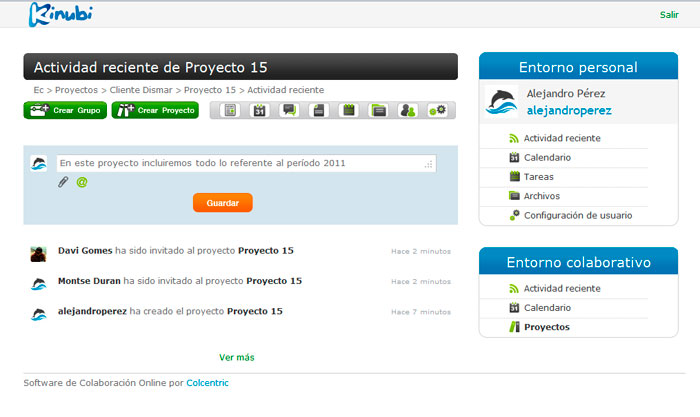 Kinubi
Salir
Actividad reciente de Proyecto 15
Ec > Proyectos > Cliente Dismar > Proyecto 15 > Actividad reciente
Crear Grupo
Crear Proyecto
31
En este proyecto incluiremos todo lo referente al período 2011
@
Guardar
Davi Gomes ha sido invitado al proyecto Proyecto 15
Hace 2 minutos
Montse Duran ha sido invitado al proyecto Proyecto 15
Hace 2 minutos
alejandroperez ha creado el proyecto Proyecto 15
Hace 7 minutos
Ver más
Entorno personal
Alejandro Pérez
alejandroperez
Actividad reciente
31 Calendario
Tareas
Archivos
Configuración de usuario
Entorno colaborativo
Actividad reciente
31 Calendario
Proyectos
Software de Colaboración Online por Colcentric